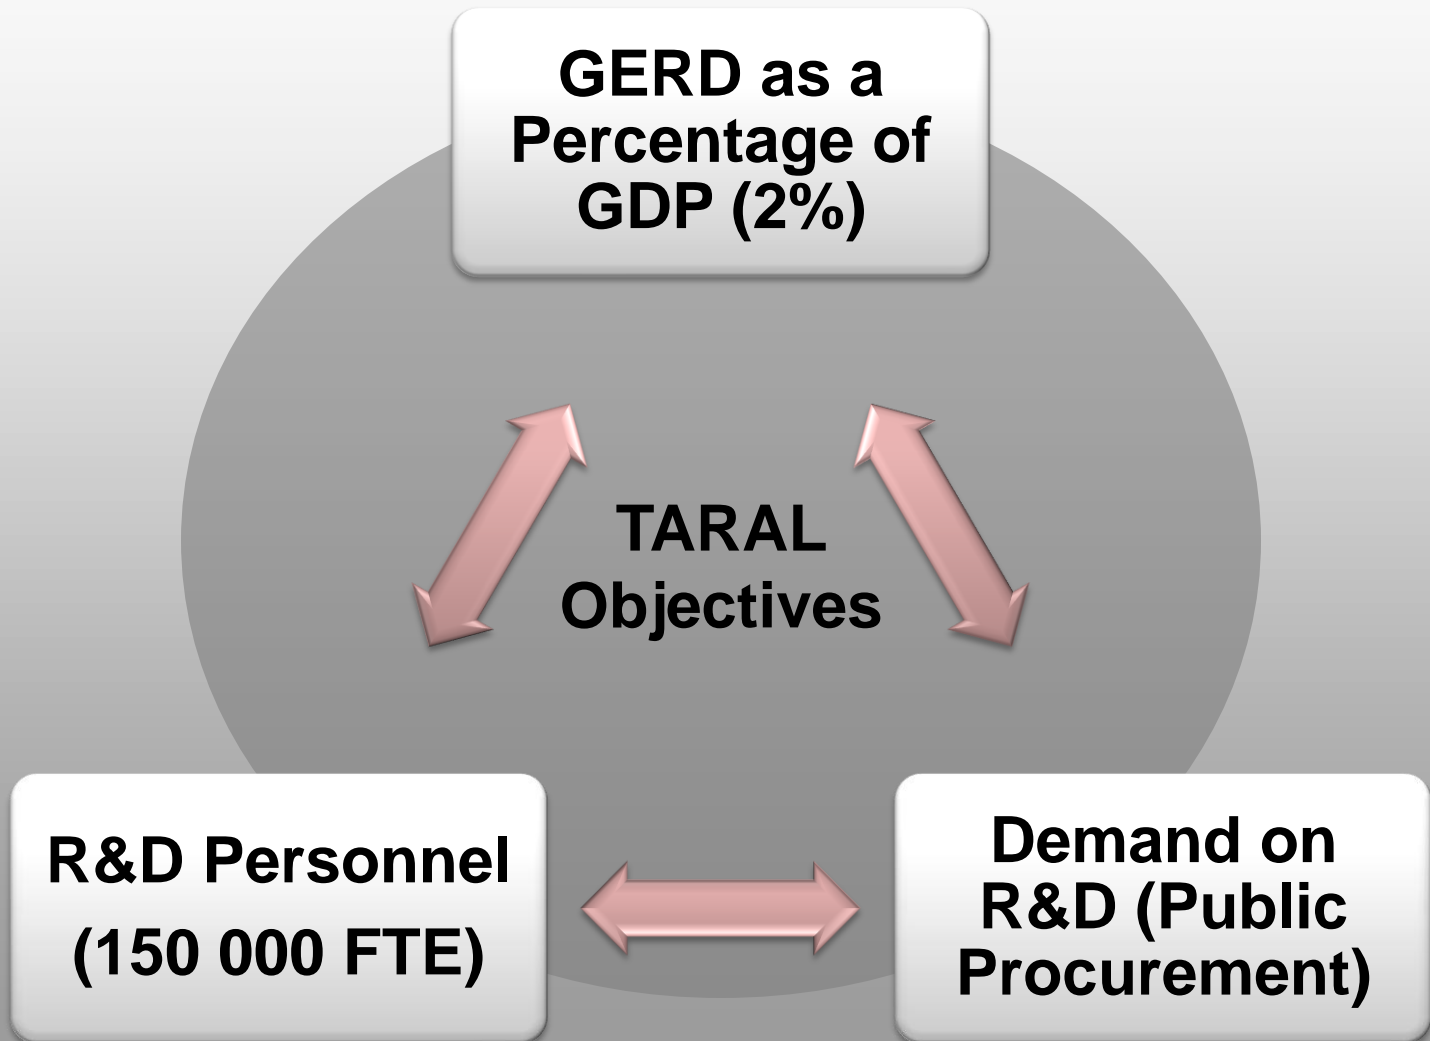 GERD as a
Percentage of
GDP (2%)
TARAL
Objectives
R&D Personnel
(150 000 FTE)
Demand on
R&D (Public
Procurement)